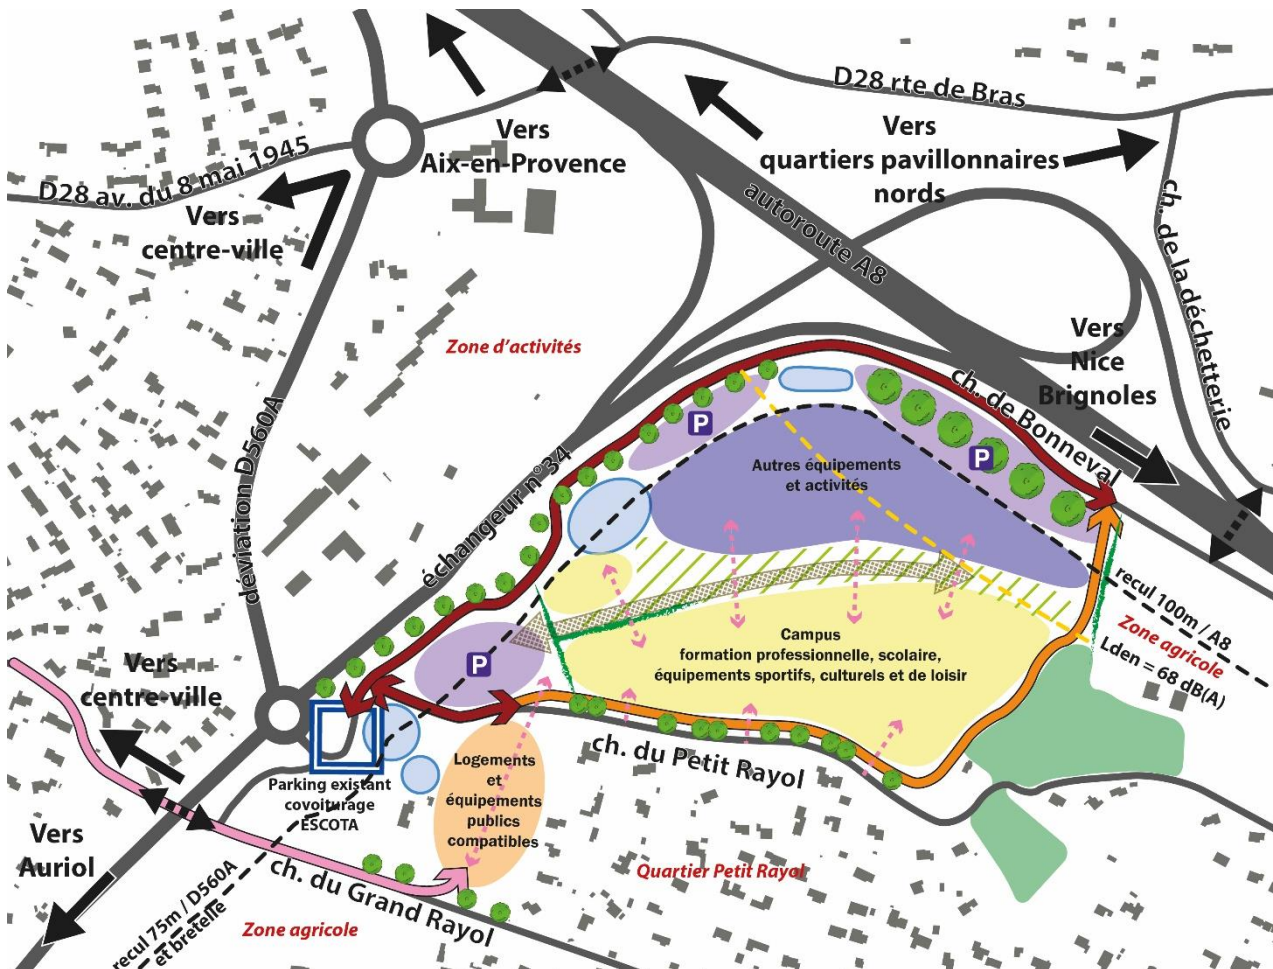 D28 rte de Bras
Vers
Aix-en-Provence
Vers
quartiers pavillonnaires
nords
D28 av. du 8 mai 1945
Vers
centre-ville
autoroute A8
ch. de la déchetterie
Zone d'activités
Vers
Nice
Brignoles
ch. de Bonneval
déviation D560A
échangeur n°34
P
P
Autres équipements
et activités
recul 100m / A8
Zone agricole
Lden = 68 dB(A)
Campus
formation professionnelle, scolaire,
équipements sportifs, culturels et de loisir
P
Vers
centre-ville
ch. du Petit Rayol
Parking existant
covoiturage
ESCOTA
Logements
et
équipements
publics
compatibles
Vers
Auriol
ch. du Grand Rayol
Quartier Petit Rayol
Zone agricole
recul 75m / D560A
et bretelle